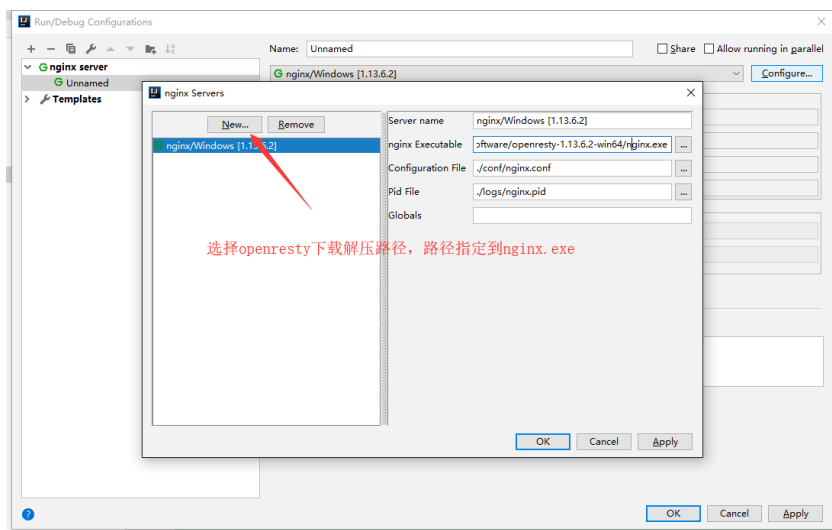 Run/Debug Configurations
Name: Unnamed
Share Allow running in parallel
nginx server
Unnamed
Templates
nginx/Windows [1.13.6.2]
Configure...
nginx Servers
New... Remove
nginx/Windows [1.13.6.2]
Server name nginx/Windows [1.13.6.2]
nginx Executable oftware/openresty-1.13.6.2-win64/nginx.exe ...
Configuration File ./conf/nginx.conf ...
Pid File ./logs/nginx.pid ...
Globals
选择openresty下载解压路径，路径指定到nginx.exe
OK Cancel Apply
OK Cancel Apply